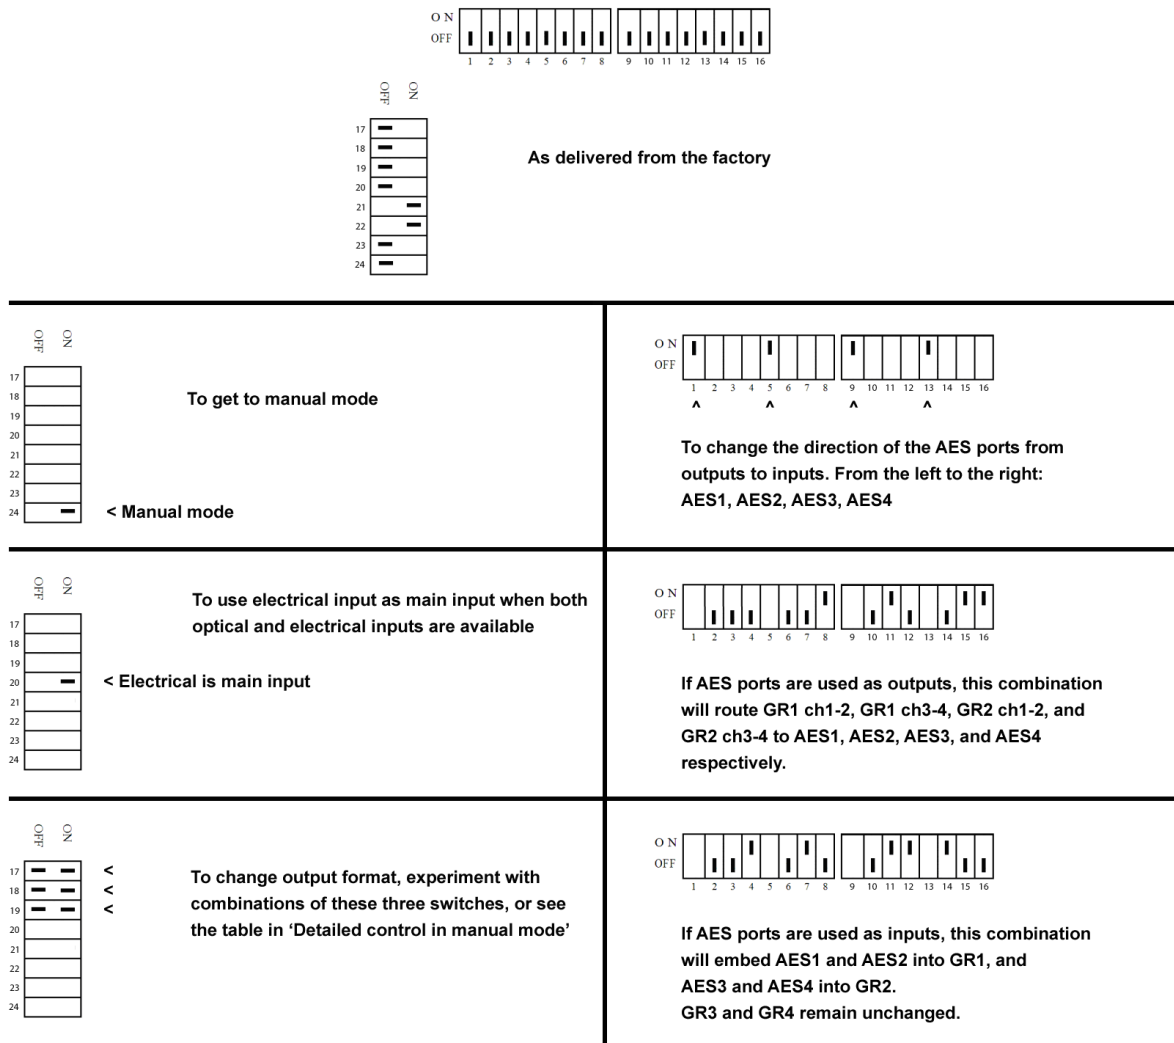 O N
OFF
1 2 3 4 5 6 7 8 9 10 11 12 13 14 15 16
OFF ON
17
18
19
20
21
22
23
24
As delivered from the factory
OFF ON
17
18
19
20
21
22
23
24
To get to manual mode
< Manual mode
O N
OFF
1 2 3 4 5 6 7 8 9 10 11 12 13 14 15 16
^ ^ ^ ^
To change the direction of the AES ports from
outputs to inputs. From the left to the right:
AES1, AES2, AES3, AES4
OFF ON
17
18
19
20
21
22
23
24
To use electrical input as main input when both
optical and electrical inputs are available
< Electrical is main input
O N
OFF
1 2 3 4 5 6 7 8 9 10 11 12 13 14 15 16
If AES ports are used as outputs, this combination
will route GR1 ch1-2, GR1 ch3-4, GR2 ch1-2, and
GR2 ch3-4 to AES1, AES2, AES3, and AES4
respectively.
OFF ON
17 <
18 <
19 <
20
21
22
23
24
To change output format, experiment with
combinations of these three switches, or see
the table in ‘Detailed control in manual mode’
O N
OFF
1 2 3 4 5 6 7 8 9 10 11 12 13 14 15 16
If AES ports are used as inputs, this combination
will embed AES1 and AES2 into GR1, and
AES3 and AES4 into GR2.
GR3 and GR4 remain unchanged.